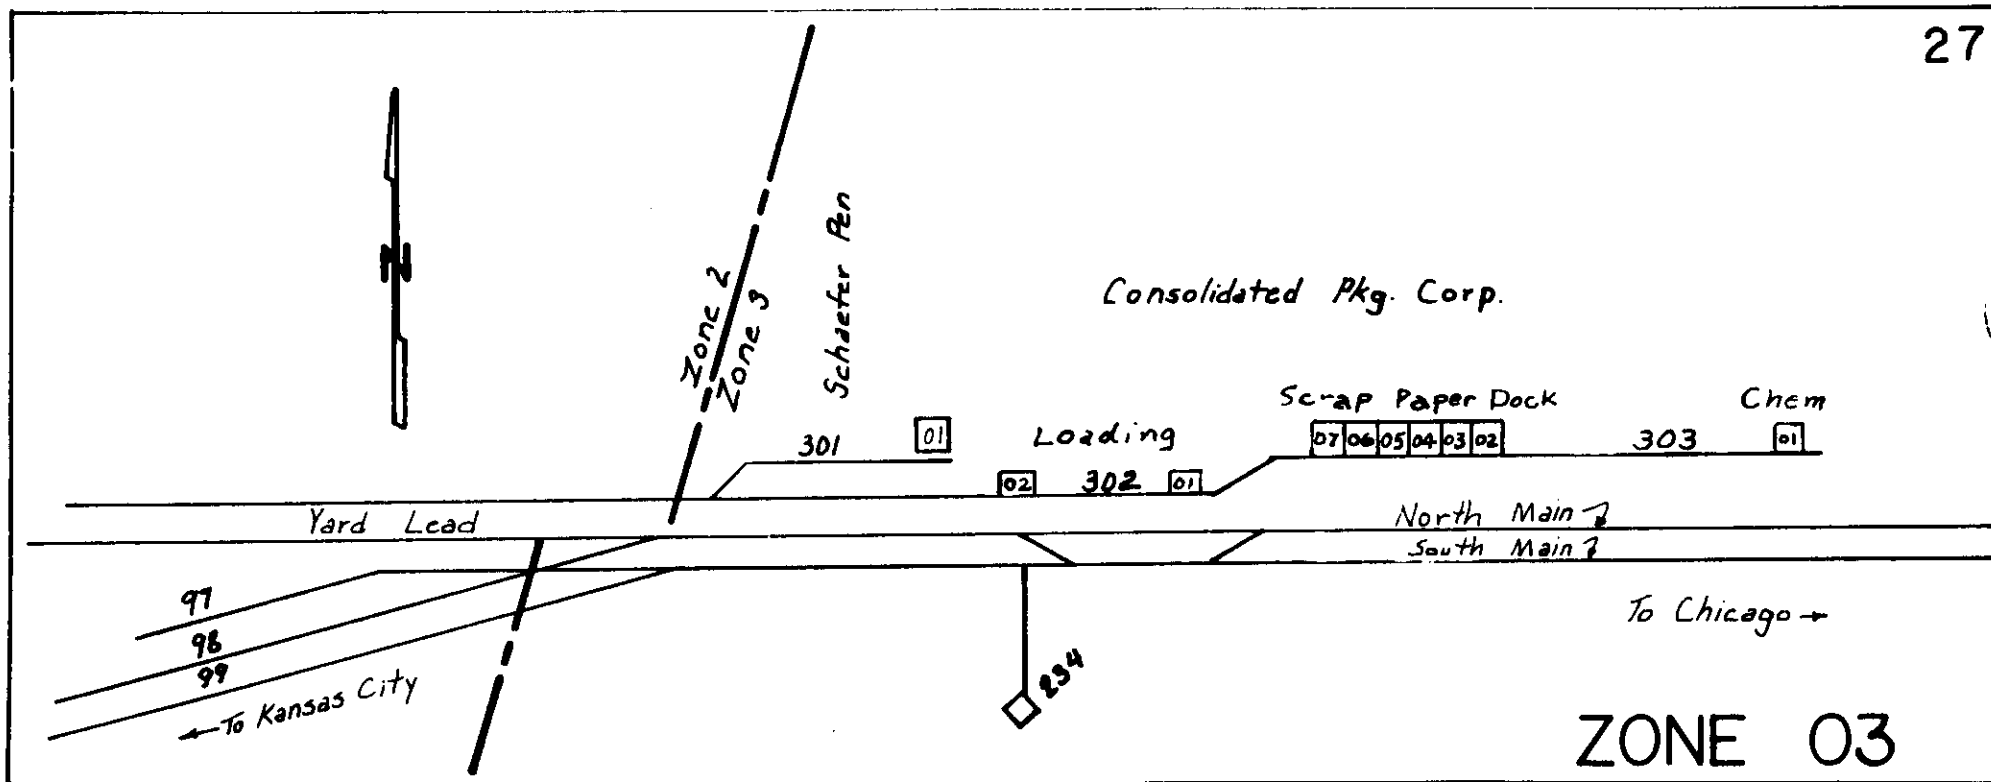 27
N
Zone 2
Zone 3
Schaefer Pen
Consolidated Pkg. Corp.
Scrap Paper Dock
Chem
301
01
Loading
07 06 05 04 03 02
303
01
02
302
01
Yard Lead
North Main
South Main
97
98
99
To Kansas City
To Chicago
234
ZONE 03